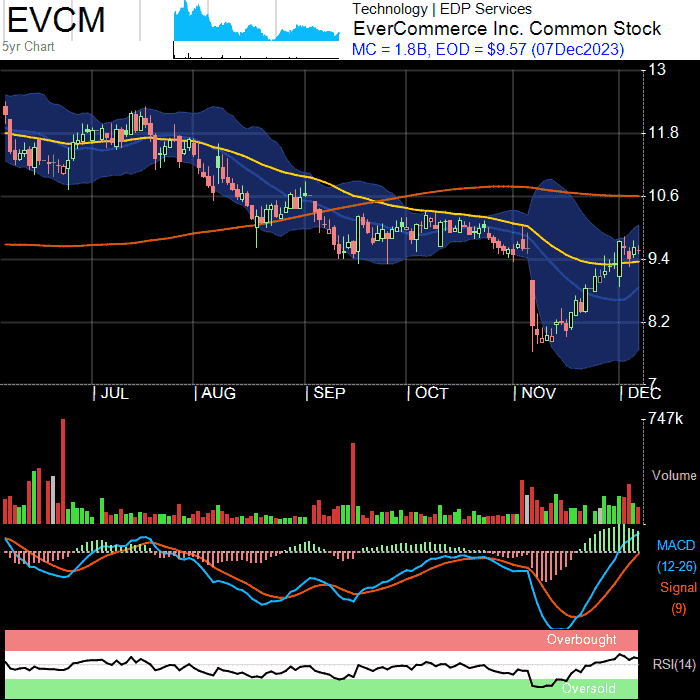 EVCM
5yr Chart
Technology | EDP Services
EverCommerce Inc. Common Stock
MC = 1.8B, EOD = $9.57 (07Dec2023)
13
11.8
10.6
9.4
8.2
7
JUL AUG SEP OCT NOV DEC
747k
Volume
MACD
(12-26)
Signal
(9)
Overbought
RSI(14)
Oversold